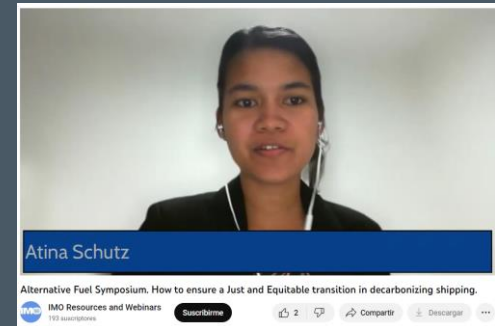 Atina Schutz
Alternative Fuel Symposium. How to ensure a Just and Equitable transition in decarbonizing shipping.
IMO
IMO Resources and Webinars
193 suscriptores
Suscribirme
2
Compartir
Descargar